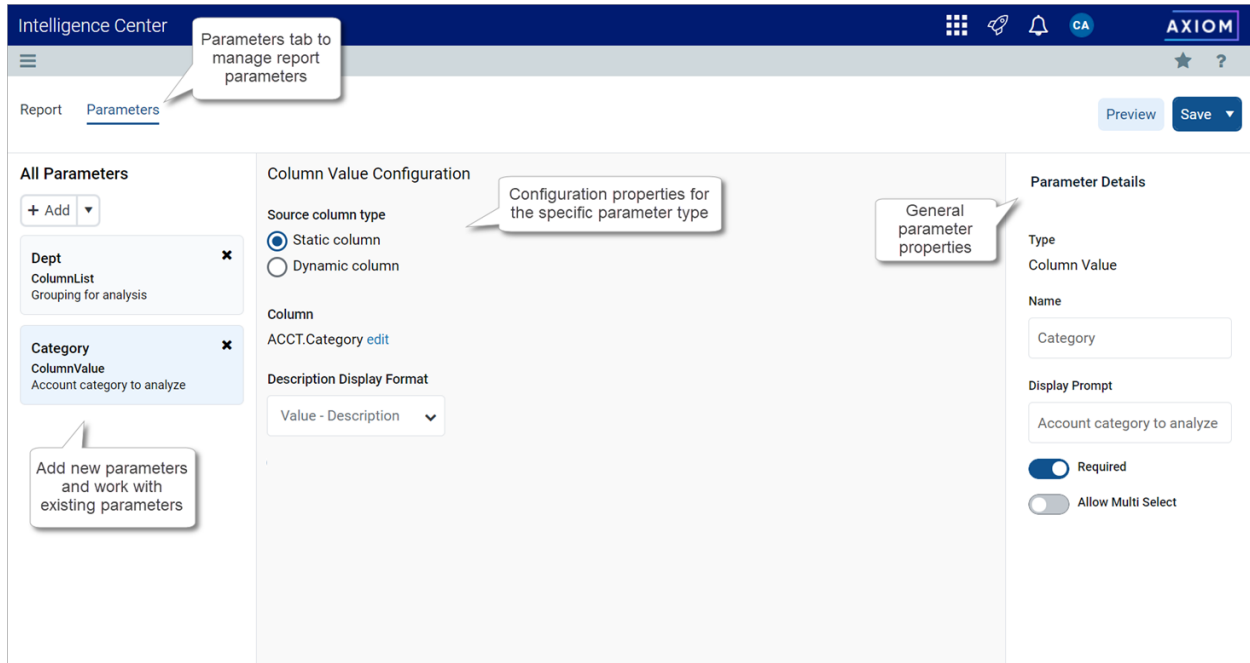 Intelligence Center
CA
AXIOM
Parameters tab to
manage report
parameters
?
Report
Parameters
Preview
Save
All Parameters
+ Add
Dept
ColumnList
Grouping for analysis
Category
ColumnValue
Account category to analyze
Add new parameters
and work with
existing parameters
Column Value Configuration
Configuration properties for
the specific parameter type
Source column type
Static column
Dynamic column
Column
ACCT.Category edit
Description Display Format
Value - Description
General
parameter
properties
Parameter Details
Type
Column Value
Name
Category
Display Prompt
Account category to analyze
Required
Allow Multi Select